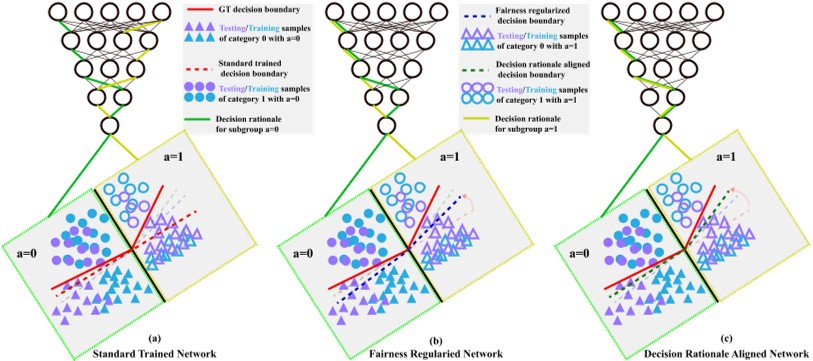 GT decision boundary
Testing/Training samples
of category 0 with a=0
Standard trained
decision boundary
Testing/Training samples
of category 1 with a=0
Decision rationale
for subgroup a=0
Fairness regularized
decision boundary
Testing/Training samples
of category 0 with a=1
Decision rationale aligned
decision boundary
Testing/Training samples
of category 1 with a=1
Decision rationale
for subgroup a=1
a=1
a=0
a=1
a=0
a=1
a=0
(a)
Standard Trained Network
(b)
Fairness Regularied Network
(c)
Decision Rationale Aligned Network